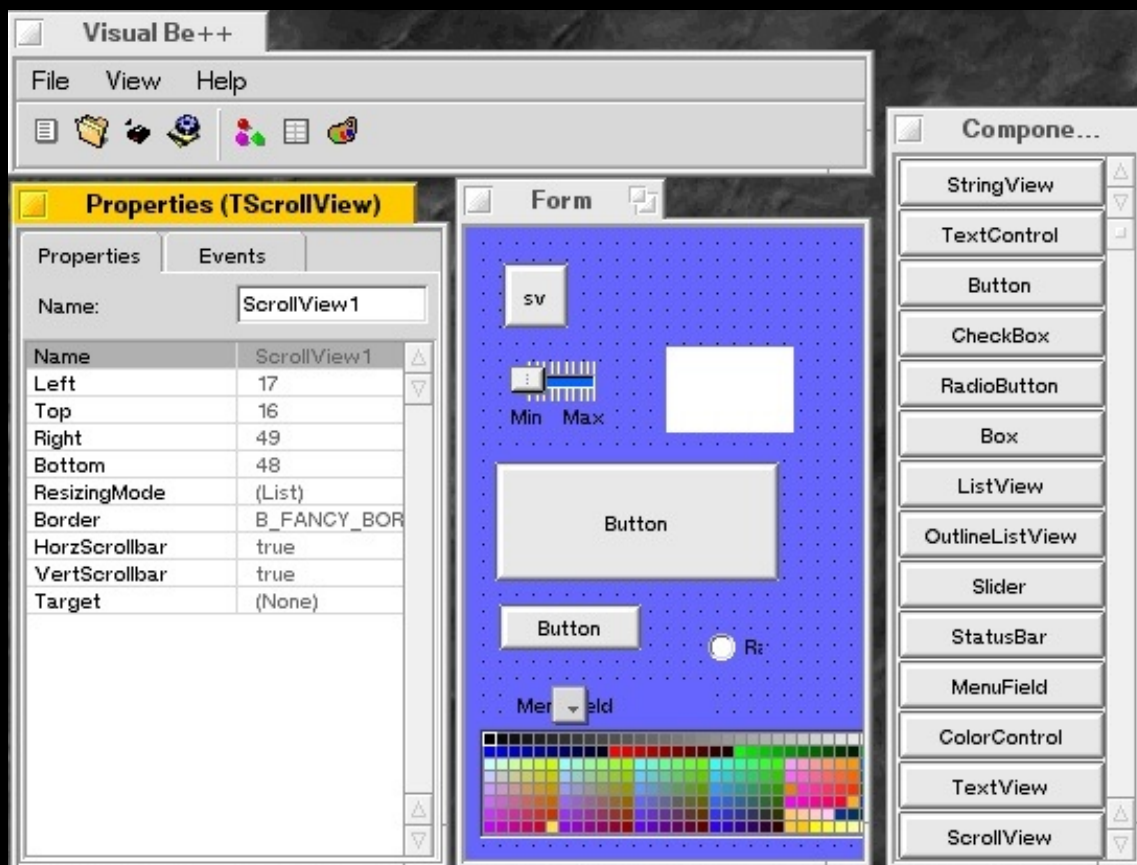 Visual Be++
File View Help
Properties (TScrollView)
Properties Events
Name: ScrollView1
Name ScrollView1
Left 17
Top 16
Right 49
Bottom 48
ResizingMode (List)
Border B_FANCY_BOR
HorzScrollbar true
VertScrollbar true
Target (None)
Form
sv
Min Max
Button
Button
Compone...
StringView
TextControl
Button
CheckBox
RadioButton
Box
ListView
OutlineListView
Slider
StatusBar
MenuField
ColorControl
TextView
ScrollView